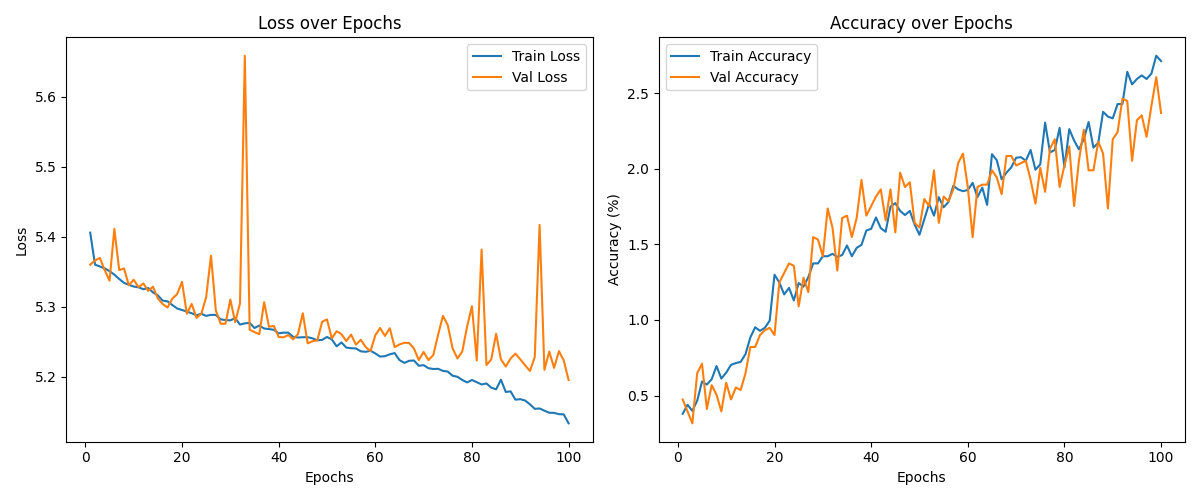 Loss over Epochs
Train Loss
Val Loss
5.6
5.5
5.4
5.3
5.2
Loss
0
20
40
60
80
100
Epochs
Accuracy over Epochs
Train Accuracy
Val Accuracy
2.5
2.0
1.5
1.0
0.5
Accuracy (%)
0
20
40
60
80
100
Epochs